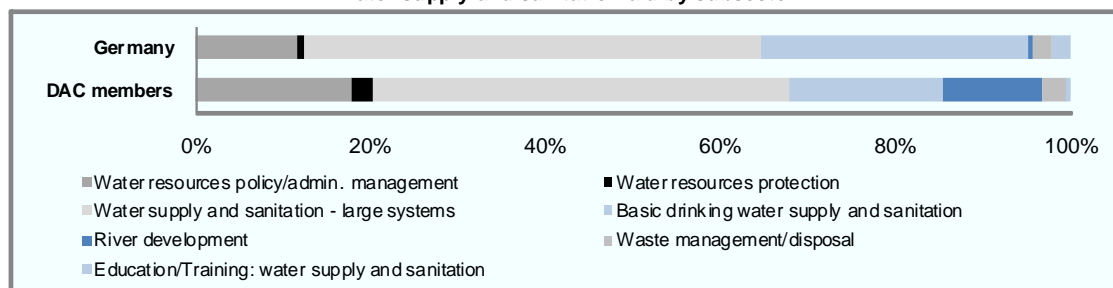 Germany
DAC members
0% 20% 40% 60% 80% 100%
Water resources policy/admin. management
Water resources protection
Water supply and sanitation - large systems
Basic drinking water supply and sanitation
River development
Waste management/disposal
Education/Training: water supply and sanitation